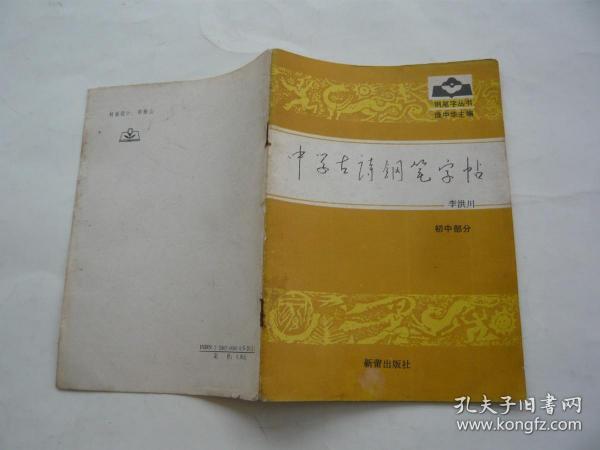 钢笔字丛书
庞中华主编
中学古诗钢笔字帖
李洪川
初中部分
新蕾出版社
孔夫子旧书网
www.kongfz.com